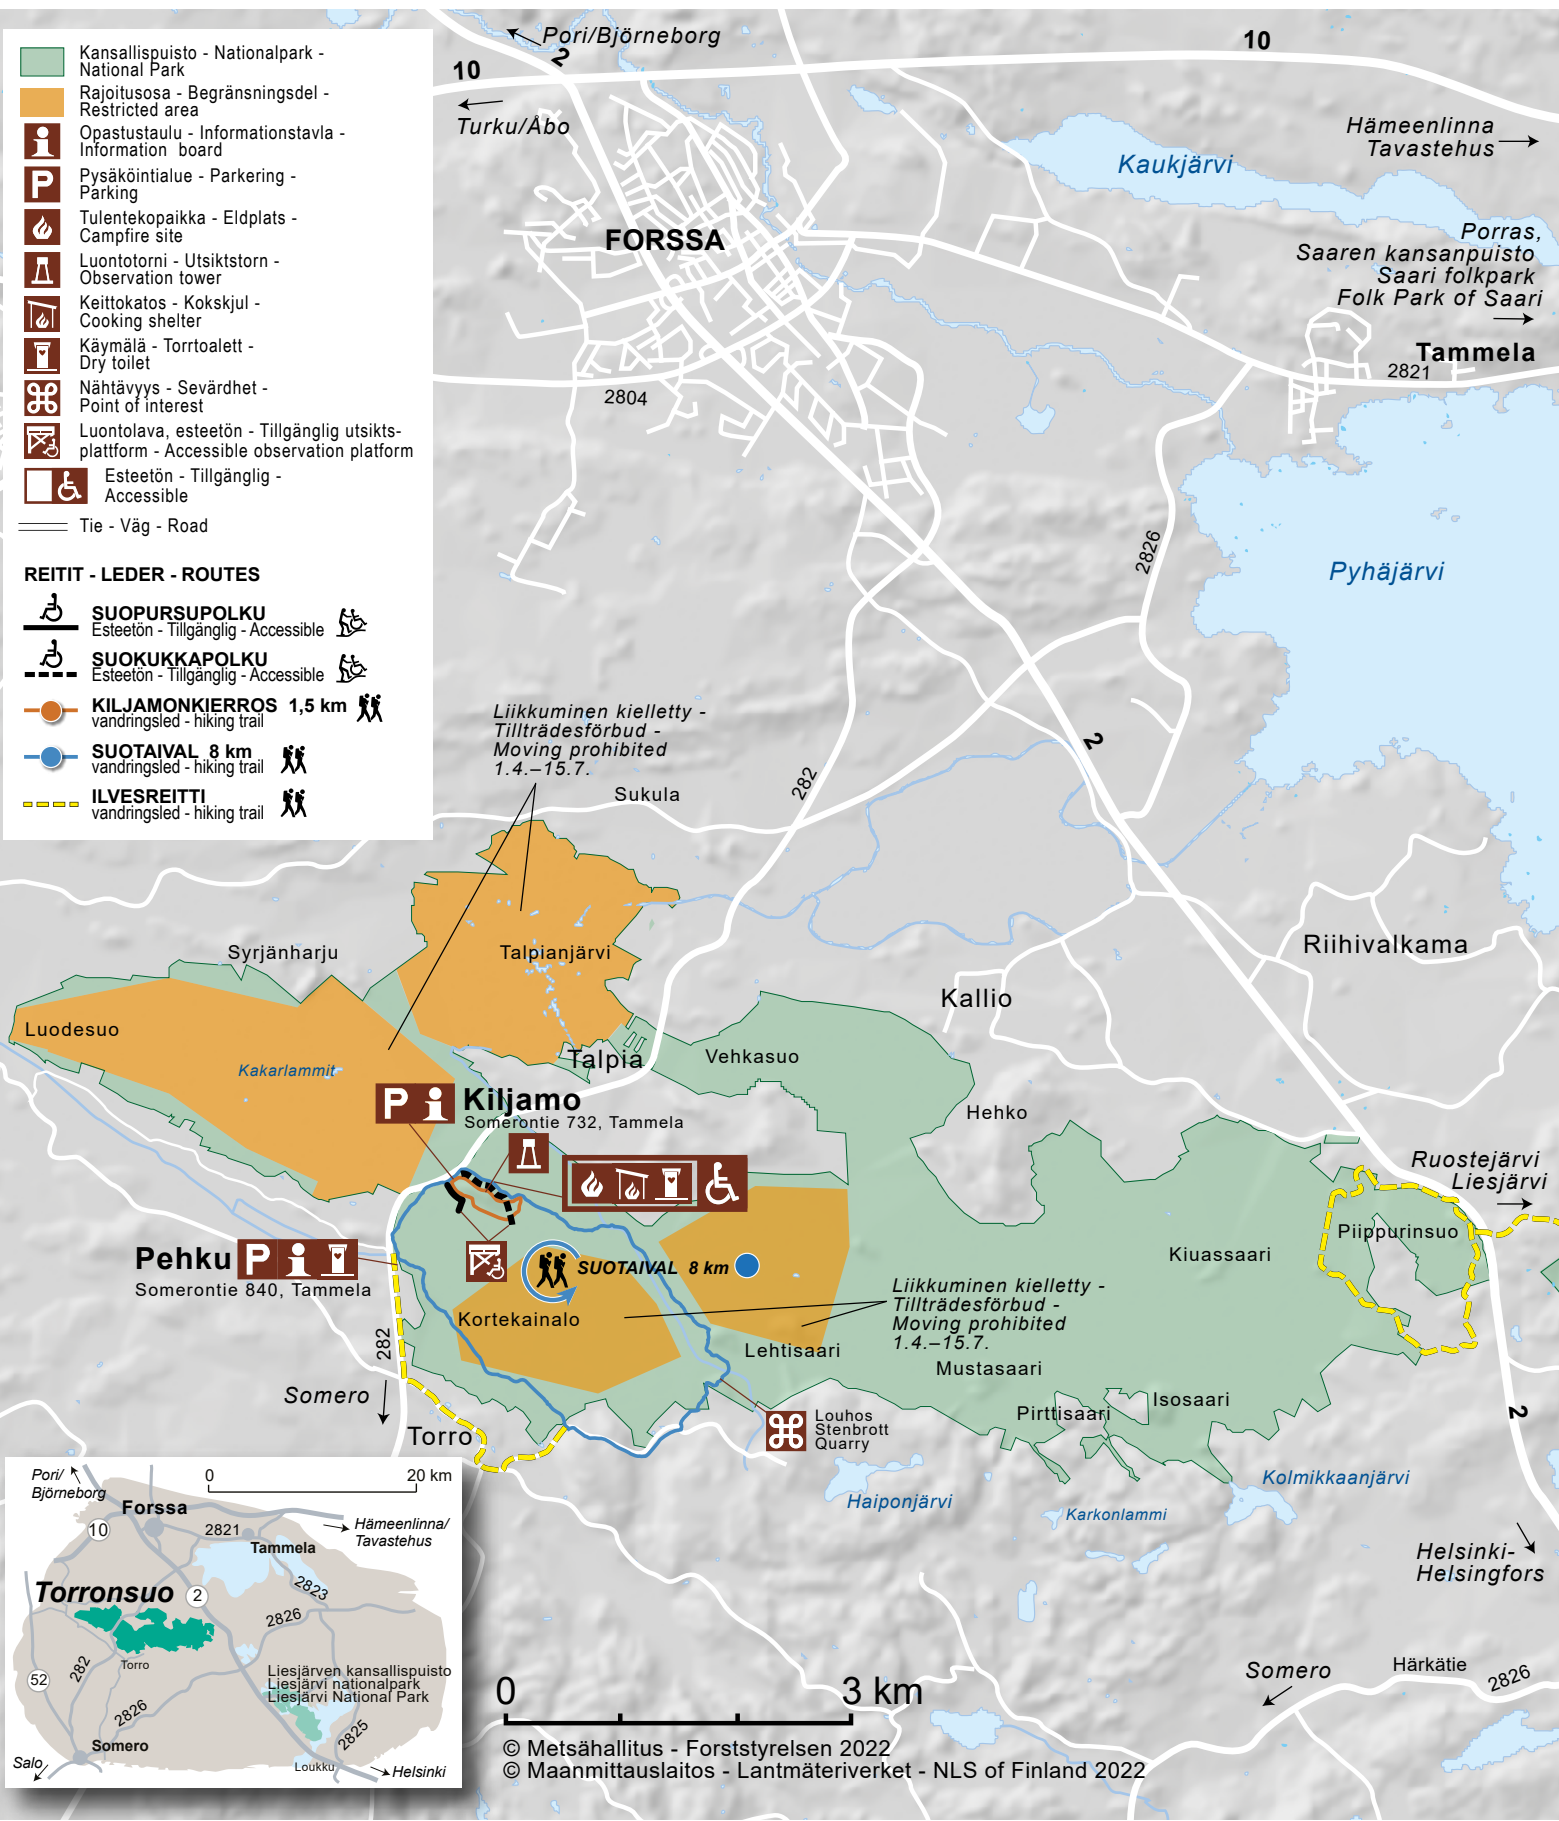 Kansallispuisto - Nationalpark -
National Park
Rajoitusosa - Begränsningsdel -
Restricted area
Opastustaulu - Informationstavla -
Information board
P
Pysäköintialue - Parkering -
Parking
Tulentekopaikka - Eldplats -
Campfire site
Luontotorni - Utsiktstorn -
Observation tower
Keittokatos - Kokskjul -
Cooking shelter
Käymälä - Torrtoalett -
Dry toilet
Nähtävyys - Sevärdhet -
Point of interest
Luontolava, esteetön - Tillgänglig utsikts-
plattform - Accessible observation platform
Esteetön - Tillgänglig -
Accessible
Tie - Väg - Road
REITIT - LEDER - ROUTES
SUOPURSUPOLKU
Esteetön - Tillgänglig - Accessible
SUOKUKKAPOLKU
Esteetön - Tillgänglig - Accessible
KILJAMONKIERROS 1,5 km
vandringsled - hiking trail
SUOTAIVAL 8 km
vandringsled - hiking trail
ILVESREITTI
vandringsled - hiking trail
Pori/Björneborg
2
10
10
Turku/Åbo
Hämeenlinna
Tavastehus
Kaukjärvi
FORSSA
Porras,
Saaren kansanpuisto
Saari folkpark
Folk Park of Saari
Tammela
2821
2804
2826
Pyhäjärvi
Liikkuminen kielletty -
Tillträdesförbud -
Moving prohibited
1.4.–15.7.
2
282
Sukula
Syrjänharju
Talpianjärvi
Riihivalkama
Kallio
Luodesuo
Kakarlammit
Talpia
Vehkasuo
P
Kiljamo
Somerontie 732, Tammela
Hehko
Ruostejärvi
Liesjärvi
Piippurinsuo
Kiuassaari
Pehku
P
Somerontie 840, Tammela
SUOTAIVAL 8 km
Kortekainalo
Liikkuminen kielletty -
Tillträdesförbud -
Moving prohibited
1.4.–15.7.
282
Lehtisaari
Mustasaari
Somero
Isosaari
Pirttisaari
2
Torro
Louhos
Stenbrott
Quarry
Kolmikkaanjärvi
Haiponjärvi
Karkonlammi
Helsinki-
Helsingfors
Pori/
Björneborg
0 20 km
Forssa
10
2821
Hämeenlinna/
Tavastehus
Tammela
2823
Torronsuo
2
2826
282
Torro
52
Liesjärven kansallispuisto
Liesjärvi nationalpark
Liesjärvi National Park
2826
2825
Somero
Salo
Loukku
Helsinki
0 3 km
Somero
Härkätie
2826
© Metsähallitus - Forststyrelsen 2022
© Maanmittauslaitos - Lantmäteriverket - NLS of Finland 2022